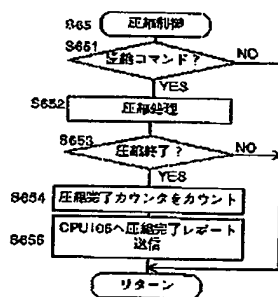 S65 圧縮制御
S651
圧縮コマンド？ NO
YES
S652 圧縮処理
S653
圧縮終了？ NO
YES
S654 圧縮完了カウンタをカウント
S655 CPU106へ圧縮完了レポート
送信
リターン